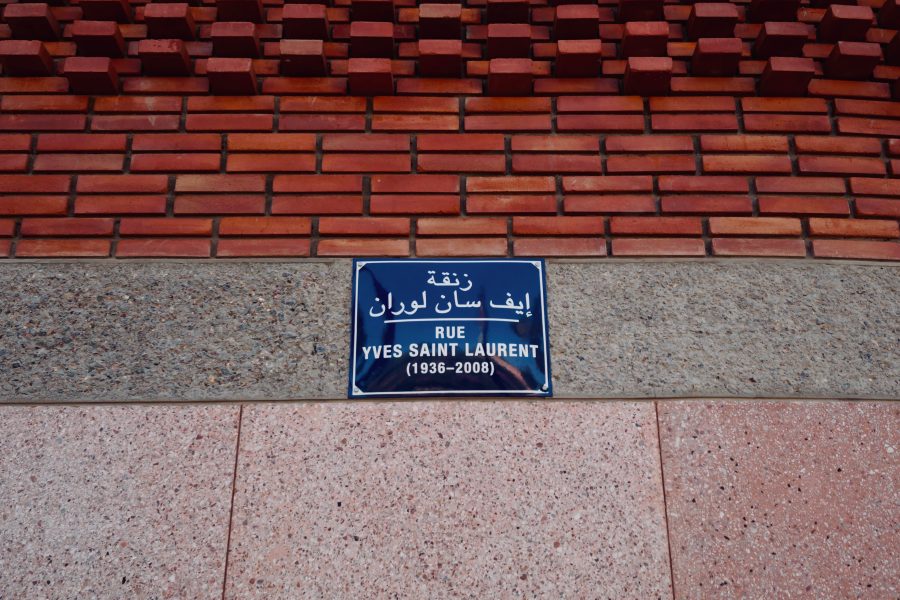 زنقة
إيف سان لوران
RUE
YVES SAINT LAURENT
(1936–2008)